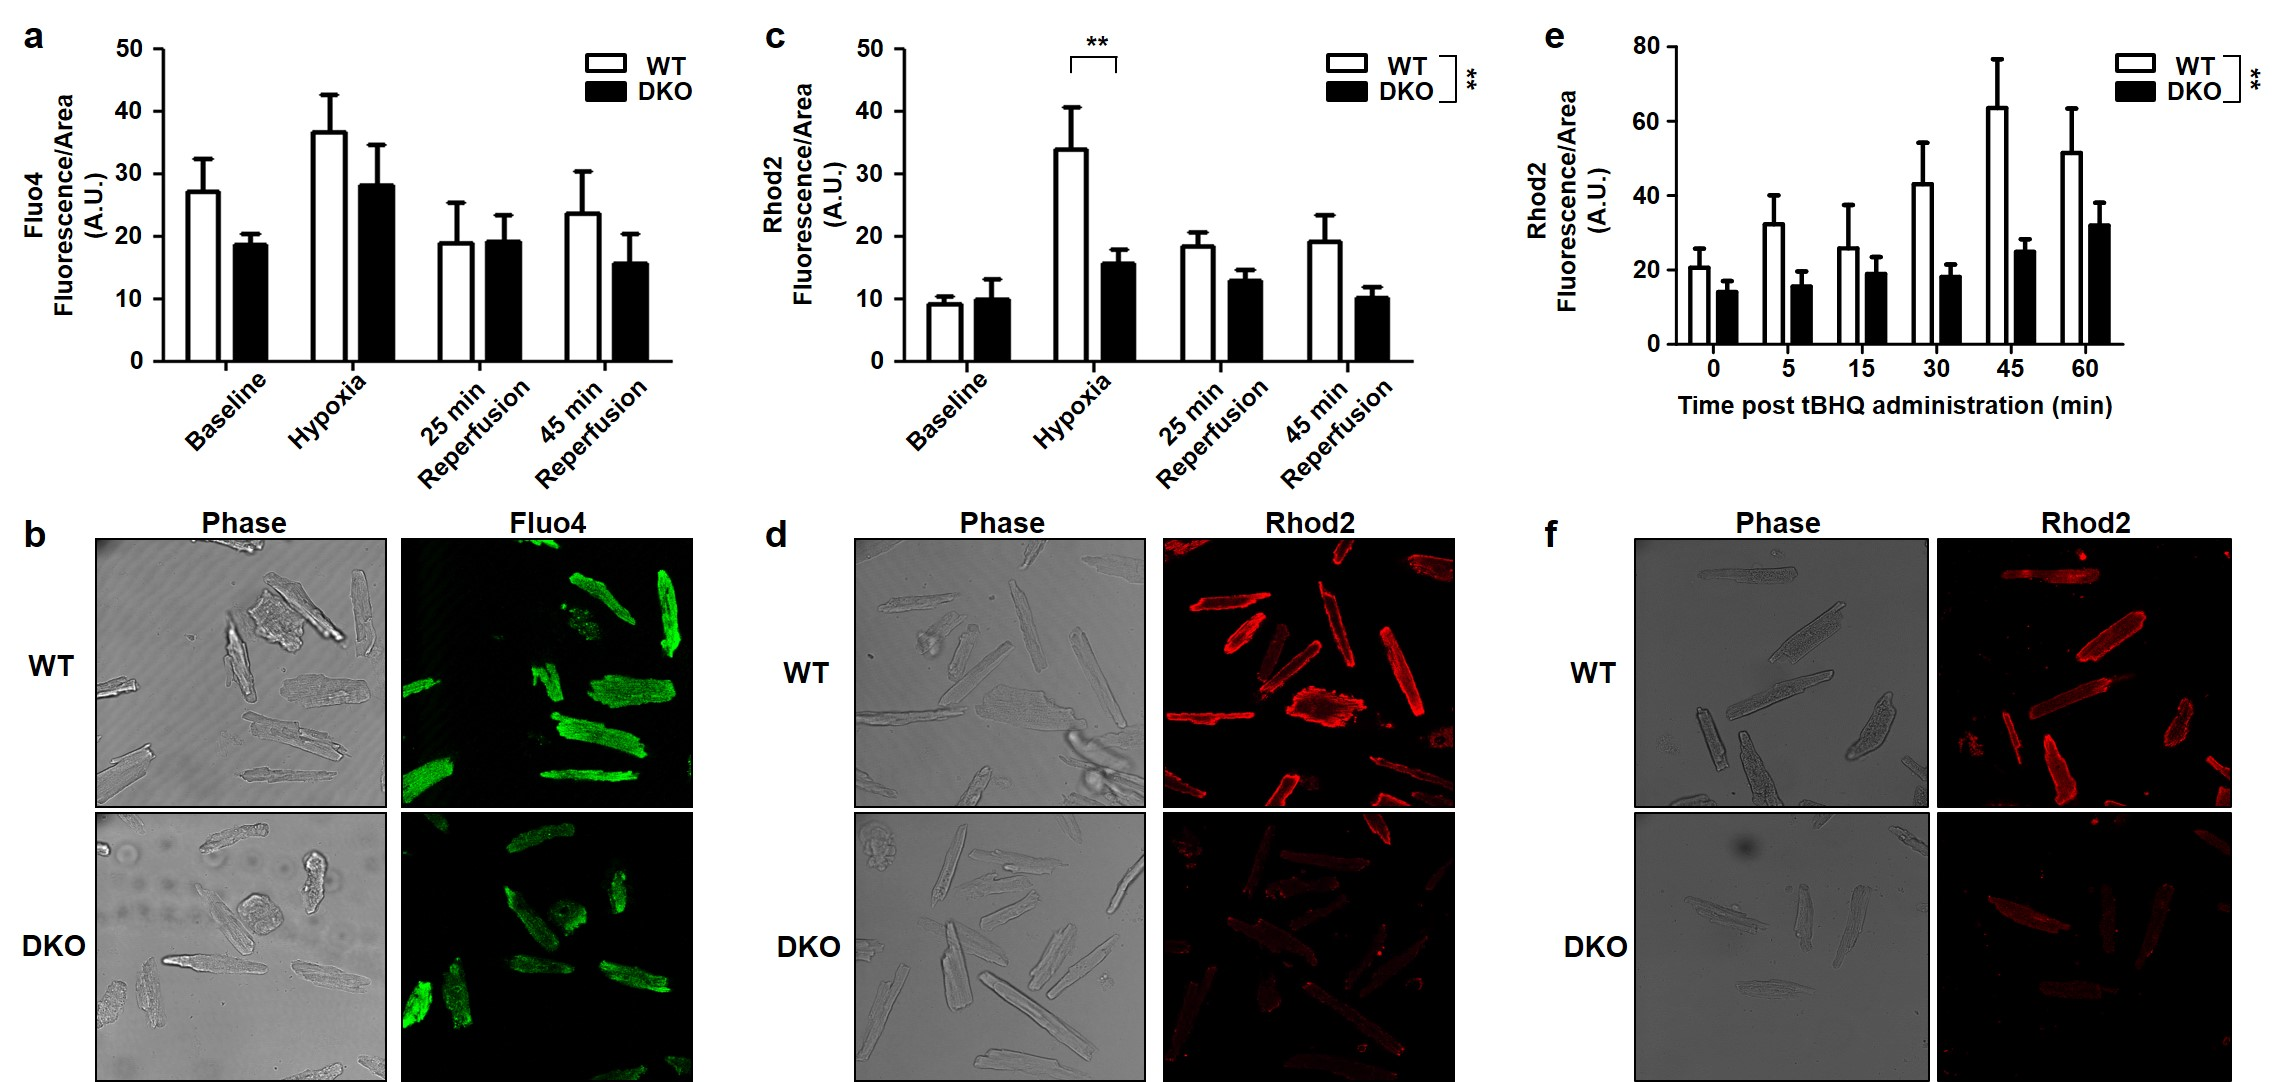 a
50
40
30
20
10
0
Fluo4
Fluorescence/Area
(A.U.)
WT
DKO
Baseline
Hypoxia
25 min
Reperfusion
45 min
Reperfusion
c
50
40
30
20
10
0
Rhod2
Fluorescence/Area
(A.U.)
**
WT
DKO
**
Baseline
Hypoxia
25 min
Reperfusion
45 min
Reperfusion
e
80
60
40
20
0
Rhod2
Fluorescence/Area
(A.U.)
WT
DKO
**
0 5 15 30 45 60
Time post tBHQ administration (min)
b
Phase Fluo4
WT
DKO
d
Phase Rhod2
WT
DKO
f
Phase Rhod2
WT
DKO